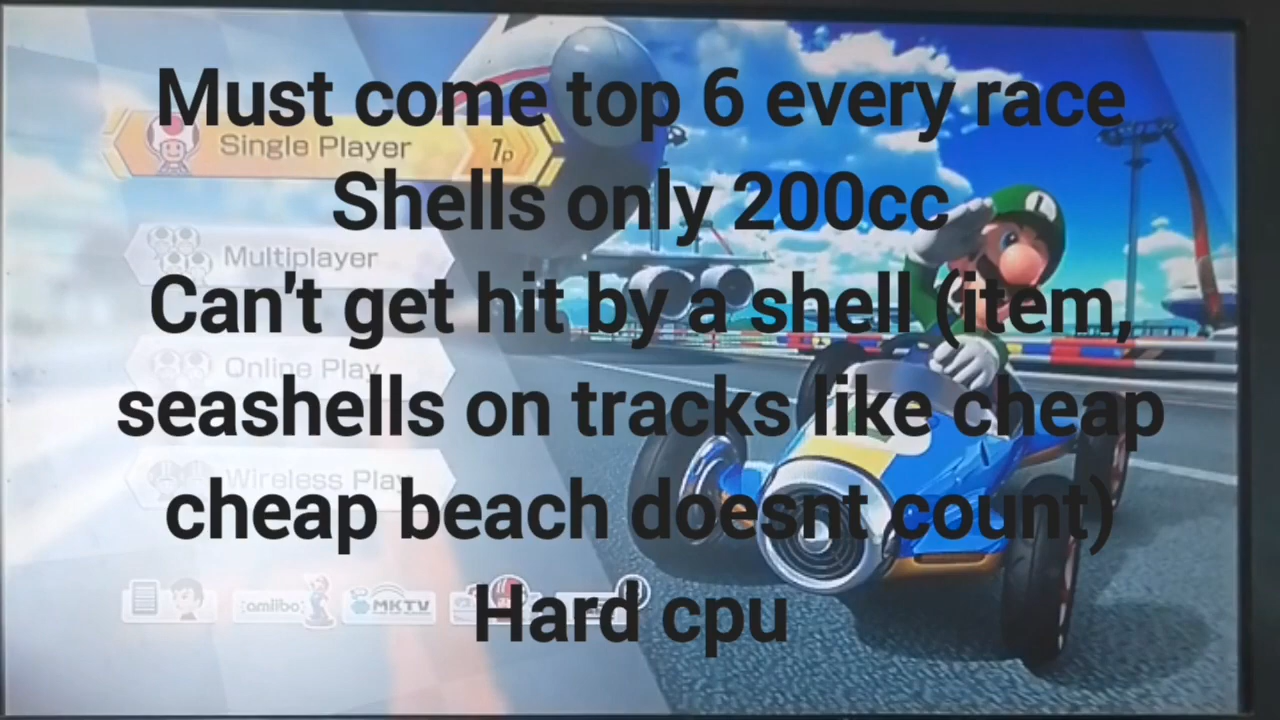 Must come top 6 every race
Single Player 1p
Shells only 200cc
Multiplayer
Can't get hit by a shell (item,
Online Play
seashells on tracks like cheap
Wireless Play
cheap beach doesnt count)
amiibo MKTV
Hard cpu
L